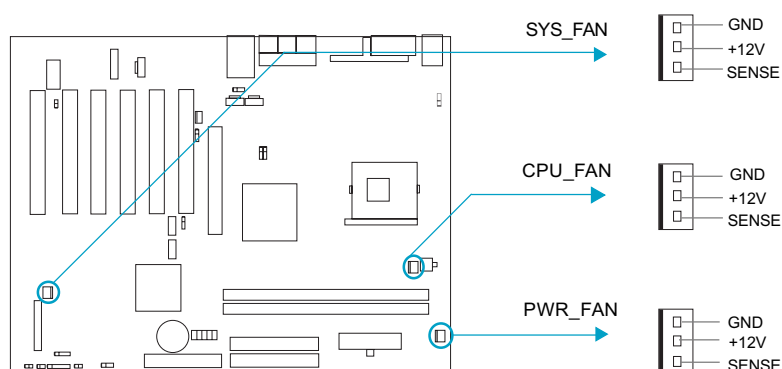 SYS_FAN
GND
+12V
SENSE
CPU_FAN
GND
+12V
SENSE
PWR_FAN
GND
+12V
SENSE